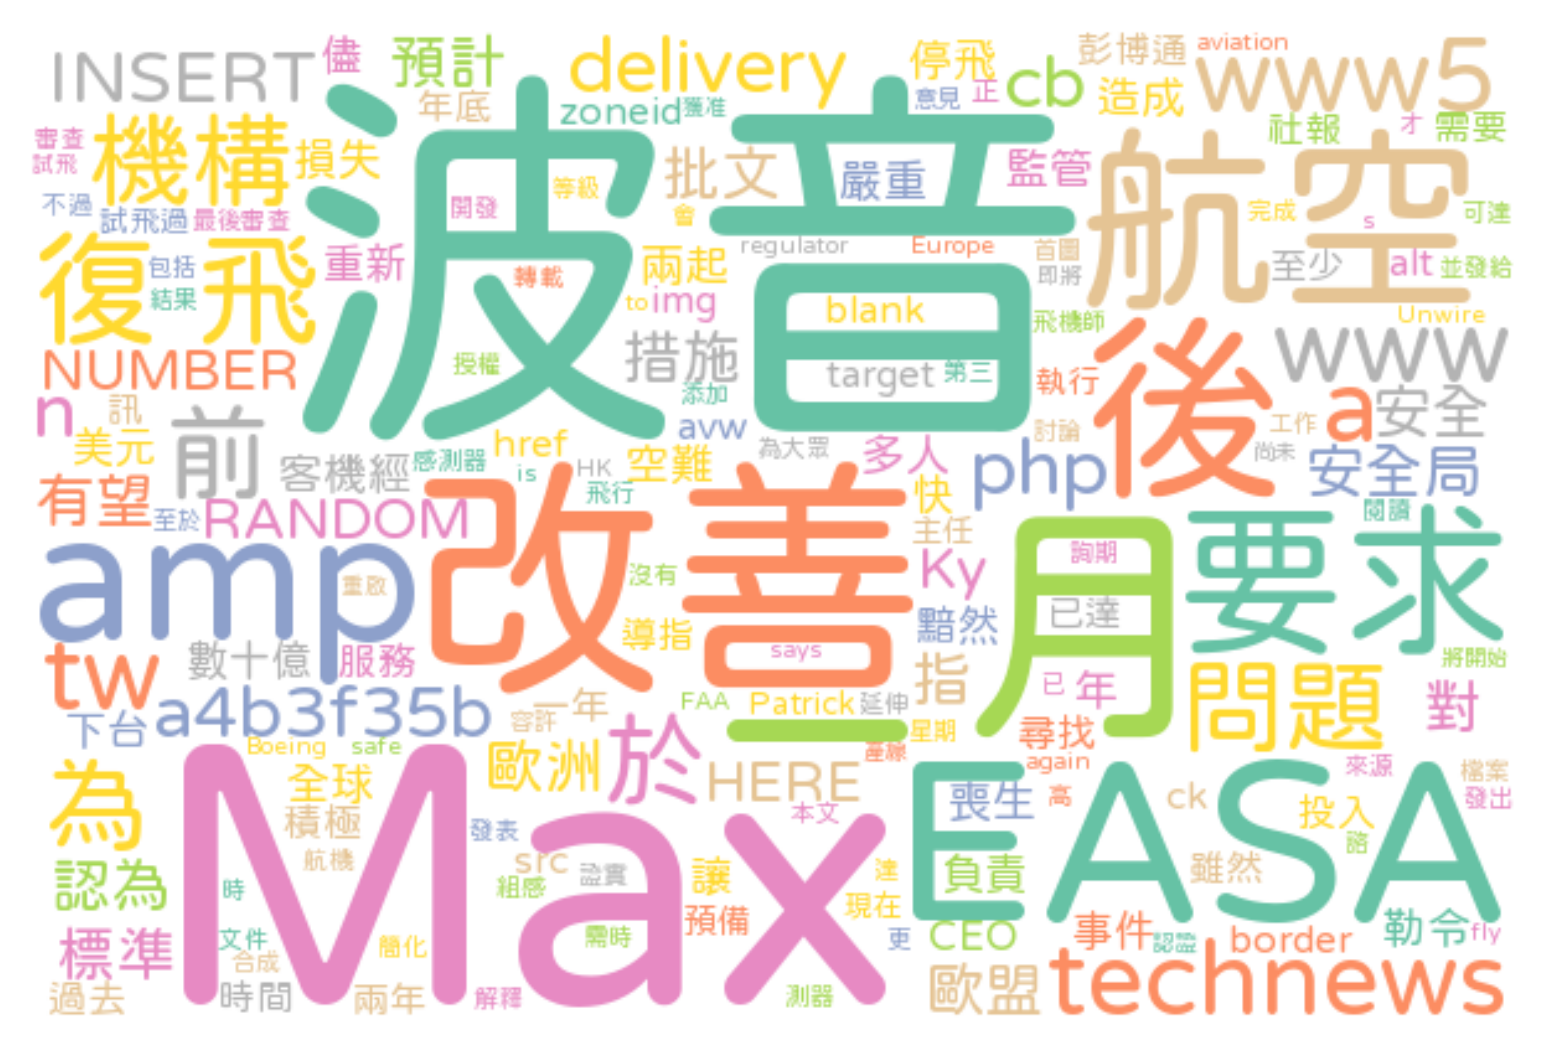 INSERT
儘
預計
delivery
停飛
彭博通
aviation
年底
zoneid
獲准
意見
正
cb
造成
www5
審查
試飛
機構
損失
波音
批文
嚴重
監管
社報
才
需要
航空
不過
試飛過
最後審查
開發
等級
會
完成
s
可達
復飛
包括
結果
重新
轉載
兩起
regulator
Europe
首圖
即將
至少
alt
並發給
to
img
blank
飛機師
Unwire
NUMBER
授權
措施
添加
target
第三
執行
後
www
n
訊
美元
前
客機經
感測器
href
is
HK
飛行
空難
avw
為大眾
多人
快
php
討論
工作
尚未
a
安全
安全局
有望
至於
RANDOM
改善
主任
Ky
月
詢期
已達
閱讀
要求
amp
重啟
沒有
導指
says
黯然
指
已
年
將開始
tw
數十億
服務
問題
對
下台
a4b3f35b
容許
一年
FAA
Patrick
延伸
星期
一
產線
尋找
again
Boeing
safe
歐洲
於
HERE
本文
來源
檔案
發出
為
全球
積極
航機
Max
發表
src
組感
證實
讓
達
EASA
喪生
高
ck
投入
諮
雖然
認為
時
負責
標準
文件
合成
簡化
需時
預備
現在
更
CEO
事件
認證
border
勒令
fly
過去
時間
兩年
解釋
測器
歐盟
technews